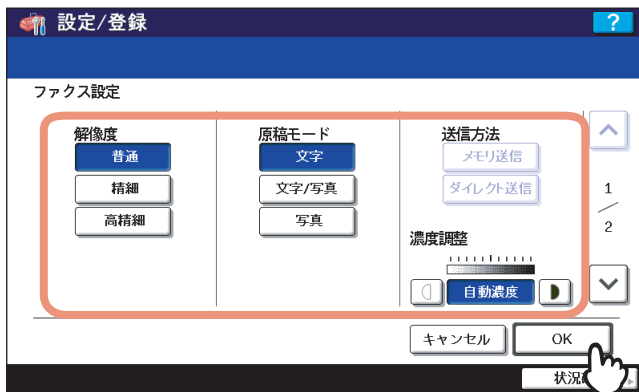 設定/登録
?
ファクス設定
解像度
普通
精細
高精細
原稿モード
文字
文字/写真
写真
送信方法
メモリ送信
ダイレクト送信
濃度調整
自動濃度
1
/
2
キャンセル
OK
状況